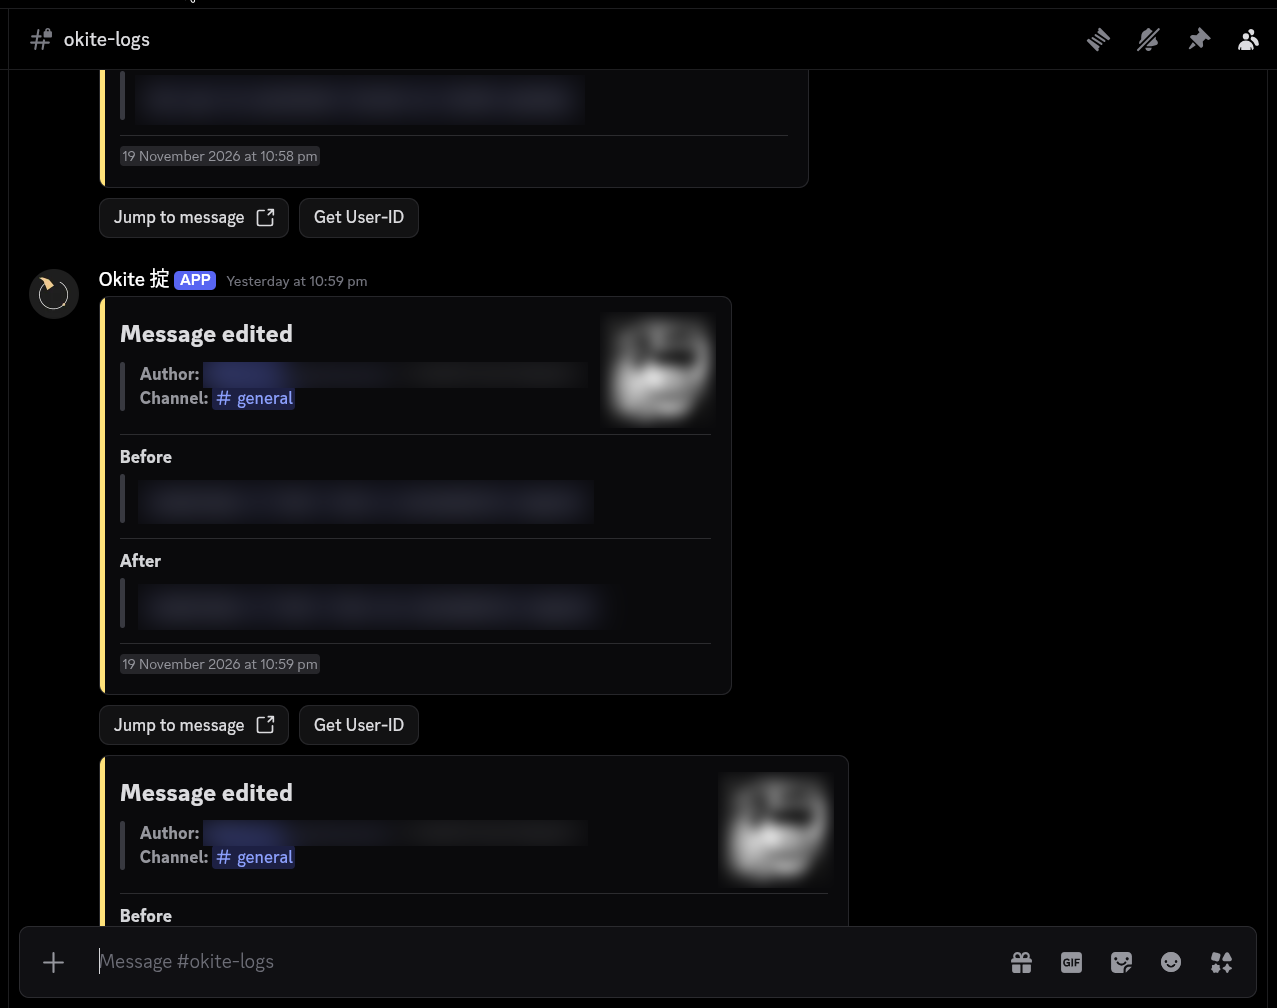 okite-logs
19 November 2026 at 10:58 pm
Jump to message
Get User-ID
Okite 掟 APP Yesterday at 10:59 pm
Message edited
Author:
Channel: # general
Before
After
19 November 2026 at 10:59 pm
Jump to message
Get User-ID
Message edited
Author:
Channel: # general
Before
Message #okite-logs
GIF